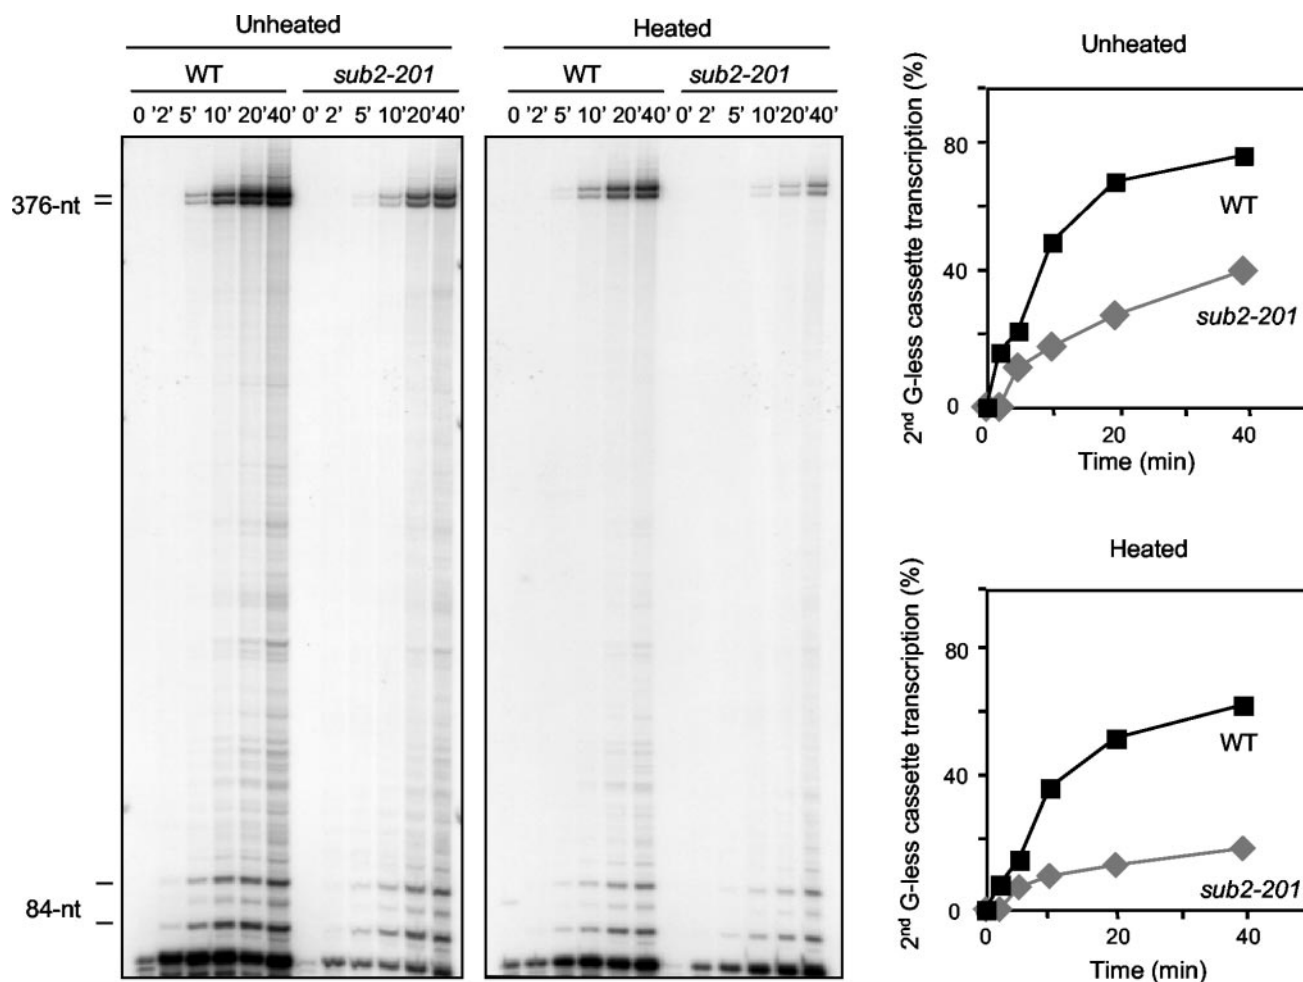 Unheated
WT sub2-201
0 '2' 5' 10' 20'40' 0' 2' 5' 10'20'40'
376-nt
84-nt
Heated
WT sub2-201
0 '2' 5' 10' 20'40' 0' 2' 5' 10'20'40'
Unheated
2nd G-less cassette transcription (%)
80
40
0
WT
sub2-201
0 20 40
Time (min)
Heated
2nd G-less cassette transcription (%)
80
40
0
WT
sub2-201
0 20 40
Time (min)